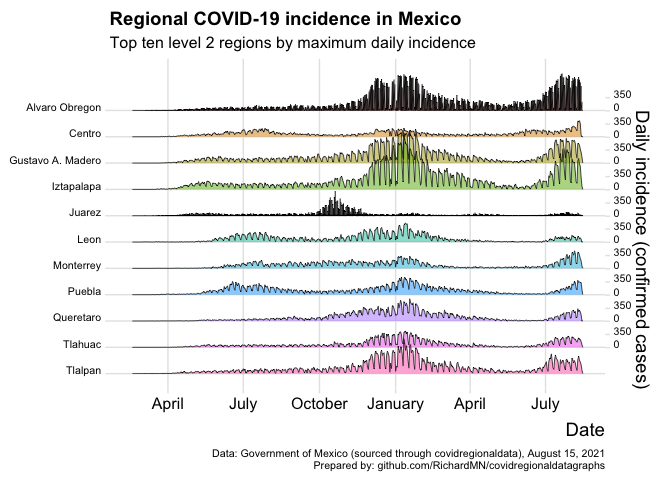 Regional COVID-19 incidence in Mexico
Top ten level 2 regions by maximum daily incidence
Alvaro Obregon
Centro
Gustavo A. Madero
Iztapalapa
Juarez
Leon
Monterrey
Puebla
Queretaro
Tlahuac
Tlalpan
350
0
350
0
350
0
350
0
350
0
350
0
350
0
350
0
350
0
350
0
Daily incidence (confirmed cases)
April July October January April July
Date
Data: Government of Mexico (sourced through covidregionaldata), August 15, 2021
Prepared by: github.com/RichardMN/covidregionaldatagraphs